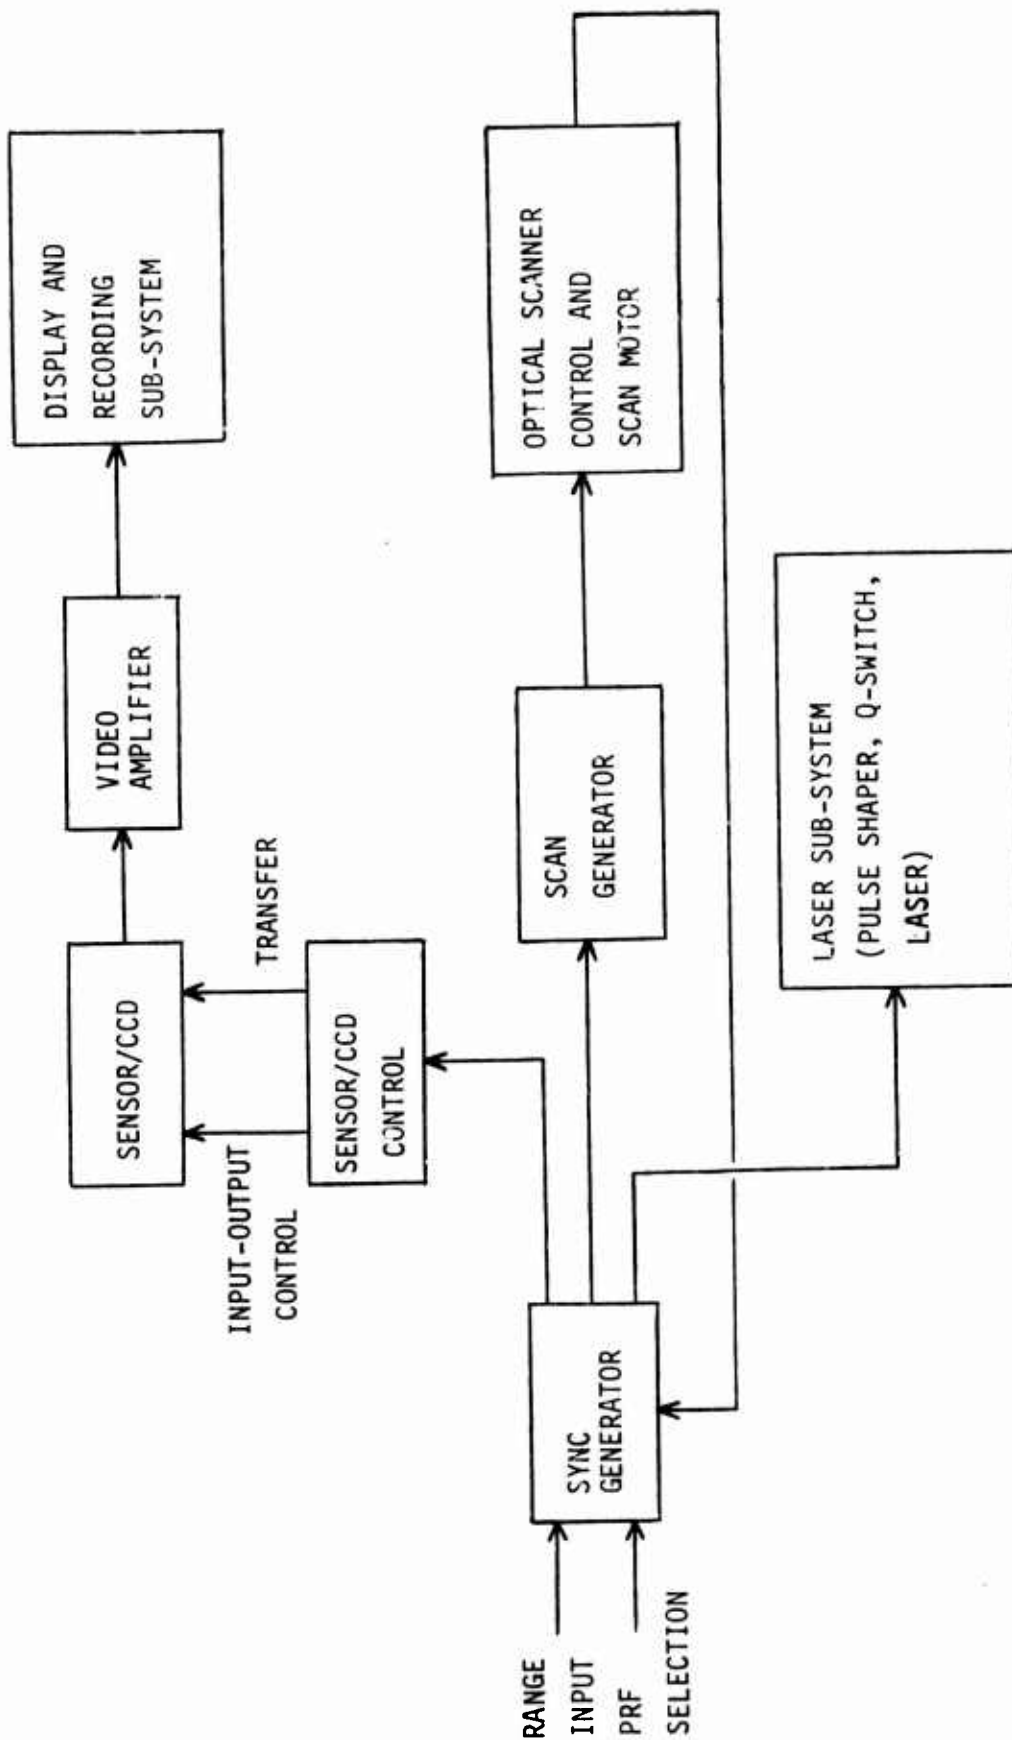 DISPLAY AND
RECORDING
SUB-SYSTEM
VIDEO
AMPLIFIER
SENSOR/CCD
TRANSFER
INPUT-OUTPUT
CONTROL
SENSOR/CCD
CONTROL
OPTICAL SCANNER
CONTROL AND
SCAN MOTOR
SCAN
GENERATOR
SYNC
GENERATOR
RANGE
INPUT
PRF
SELECTION
LASER SUB-SYSTEM
(PULSE SHAPER, Q-SWITCH,
LASER)